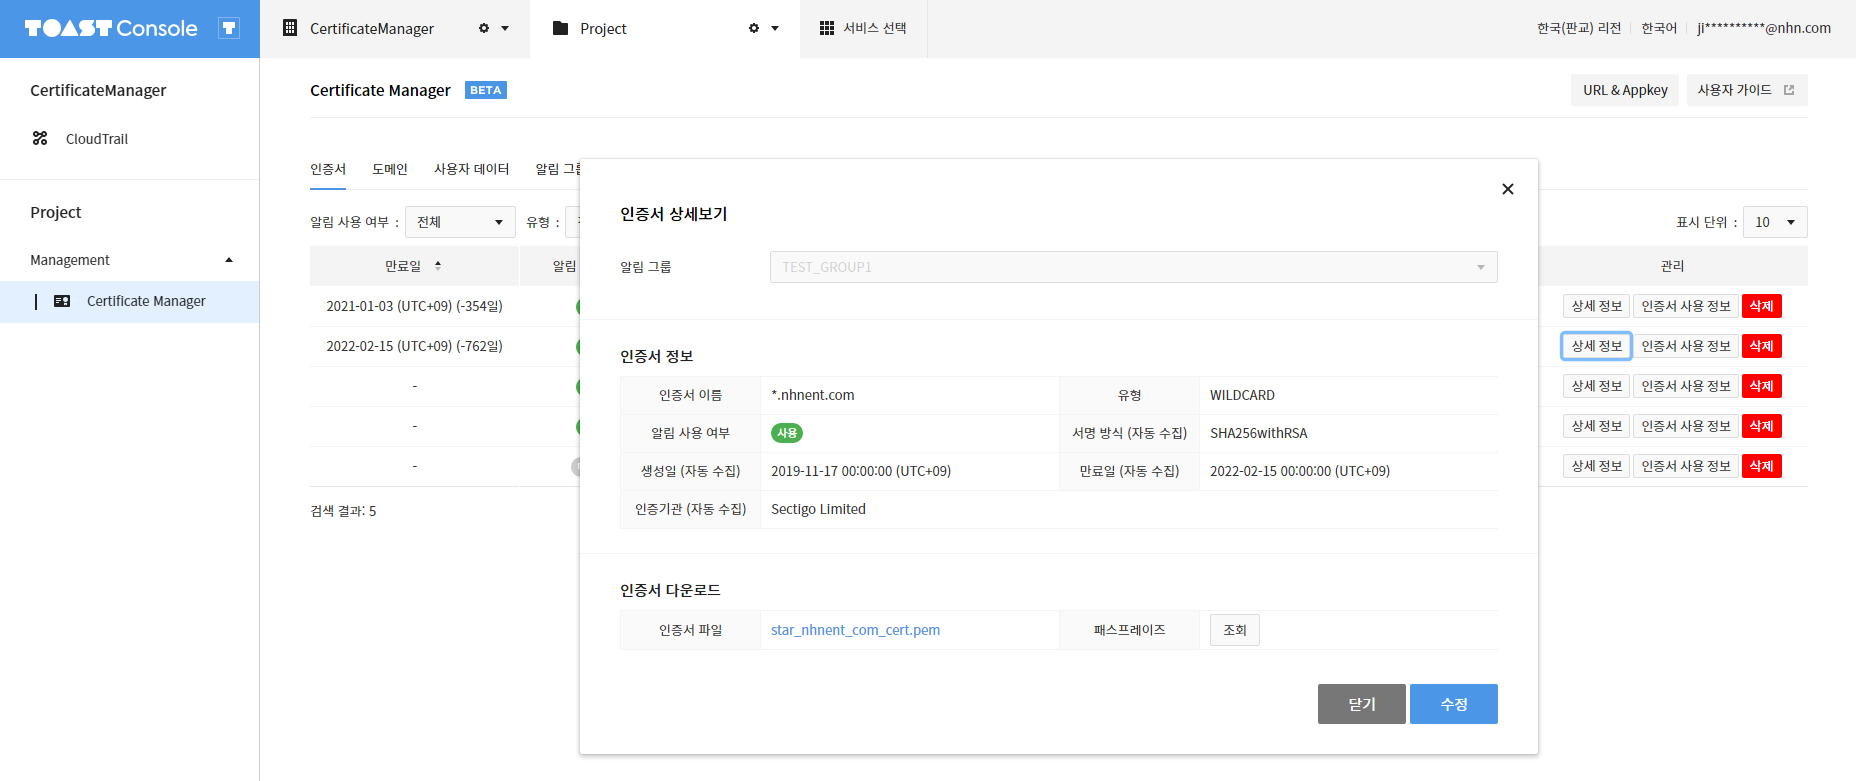 TOAST Console T
CertificateManager
Project
서비스 선택
한국(판교) 리전
한국어
ji**********@nhn.com
CertificateManager
CloudTrail
Project
Management
Certificate Manager
Certificate Manager BETA
URL & Appkey
사용자 가이드
인증서 도메인 사용자 데이터 알림
알림 사용 여부 : 전체 유형 :
표시 단위 : 10
만료일 알림 관리
2021-01-03 (UTC+09) (-354일) 상세 정보 인증서 사용 정보 삭제
2022-02-15 (UTC+09) (-762일) 상세 정보 인증서 사용 정보 삭제
- 상세 정보 인증서 사용 정보 삭제
- 상세 정보 인증서 사용 정보 삭제
- 상세 정보 인증서 사용 정보 삭제
검색 결과: 5
인증서 상세보기
알림 그룹 TEST_GROUP1
인증서 정보
인증서 이름 *.nhnent.com 유형 WILDCARD
알림 사용 여부 사용 서명 방식 (자동 수집) SHA256withRSA
생성일 (자동 수집) 2019-11-17 00:00:00 (UTC+09) 만료일 (자동 수집) 2022-02-15 00:00:00 (UTC+09)
인증기관 (자동 수집) Sectigo Limited
인증서 다운로드
인증서 파일 star_nhnent_com_cert.pem 패스프레이즈 조회
닫기 수정